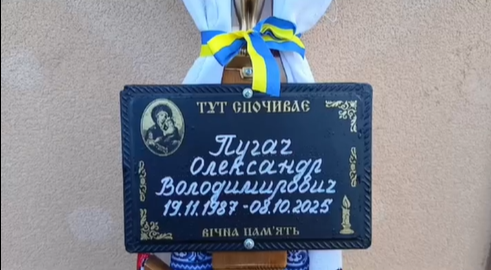 ТУТ СПОЧИВАЄ
Пугач
Олександр
Володимирович
19.11.1987 - 08.10.2025
ВІЧНА ПАМ'ЯТЬ